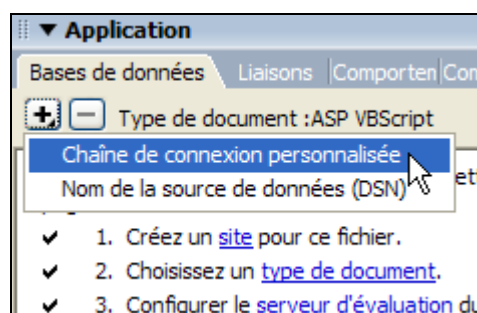 Application
Bases de données Liaisons Comporten Com
Type de document :ASP VBScript
Chaîne de connexion personnalisée
Nom de la source de données (DSN)
1. Créez un site pour ce fichier.
2. Choisissez un type de document.
3. Configurer le serveur d'évaluation du